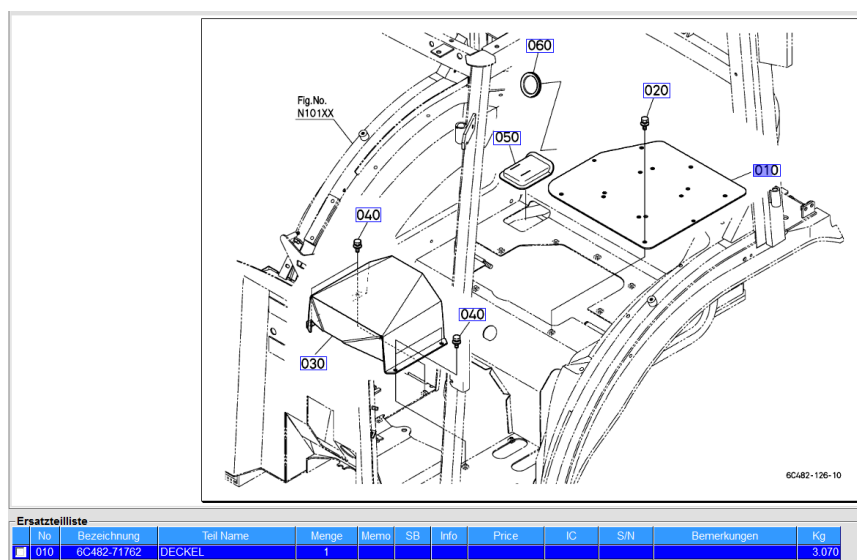 060
020
Fig.No.
N101XX
050
010
040
040
030
6C482-126-10
Ersatzteilliste
No Bezeichnung Teil Name Menge Memo SB Info Price IC S/N Bemerkungen Kg
010 6C482-71762 DECKEL 1 3.070